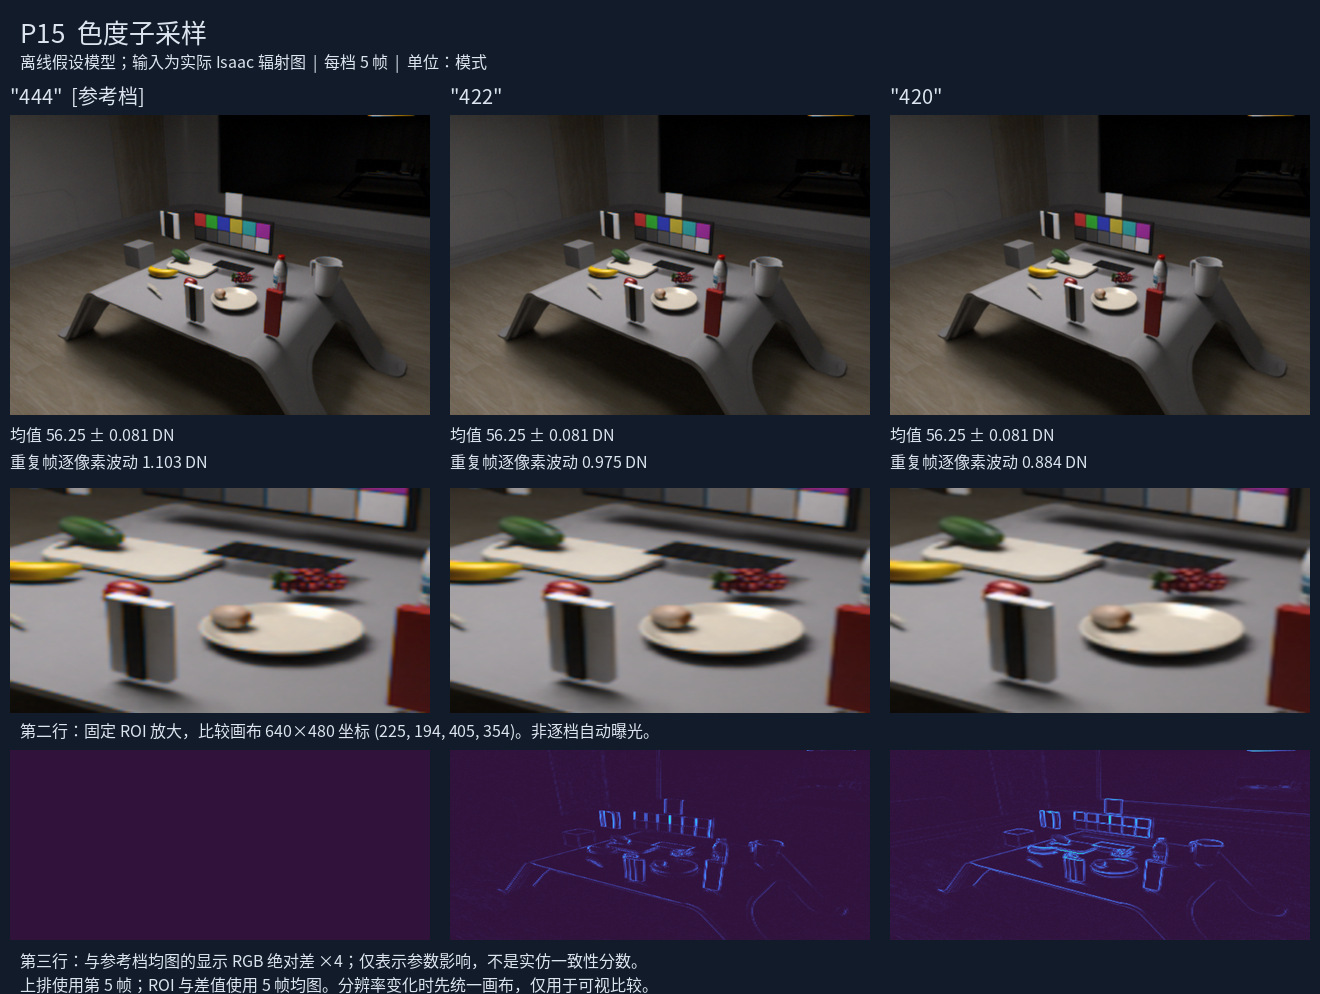 P15 色度子采样
离线假设模型；输入为实际 Isaac 辐射图 | 每档 5 帧 | 单位：模式
"444" [参考档]
"422"
"420"
均值 56.25 ± 0.081 DN
重复帧逐像素波动 1.103 DN
均值 56.25 ± 0.081 DN
重复帧逐像素波动 0.975 DN
均值 56.25 ± 0.081 DN
重复帧逐像素波动 0.884 DN
第二行：固定 ROI 放大，比较画布 640×480 坐标 (225, 194, 405, 354)。非逐档自动曝光。
第三行：与参考档均图的显示 RGB 绝对差 ×4；仅表示参数影响，不是实仿一致性分数。
上排使用第 5 帧；ROI 与差值使用 5 帧均图。分辨率变化时先统一画布，仅用于可视比较。